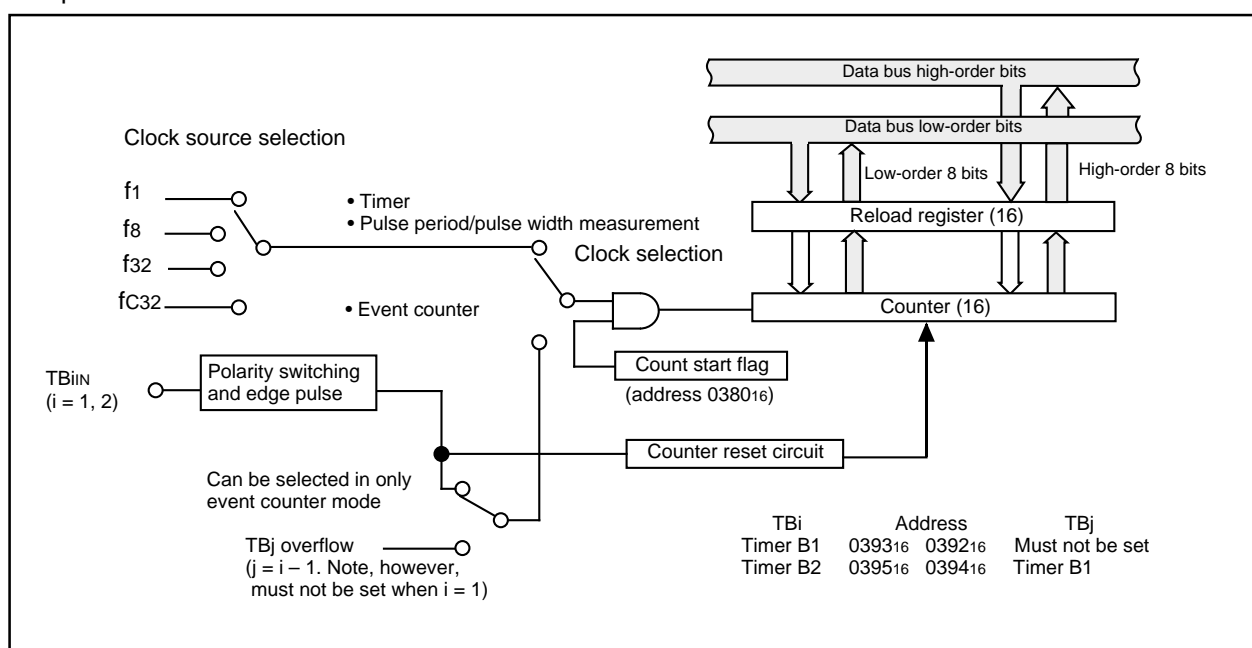 Data bus high-order bits
Data bus low-order bits
Clock source selection
Low-order 8 bits
High-order 8 bits
f1
• Timer
• Pulse period/pulse width measurement
Reload register (16)
f8
Clock selection
f32
fC32
• Event counter
Counter (16)
TBiIN
(i = 1, 2)
Polarity switching
and edge pulse
Count start flag
(address 038016)
Counter reset circuit
Can be selected in only
event counter mode
TBj overflow
(j = i – 1. Note, however,
must not be set when i = 1)
TBi Address TBj
Timer B1 039316 039216 Must not be set
Timer B2 039516 039416 Timer B1